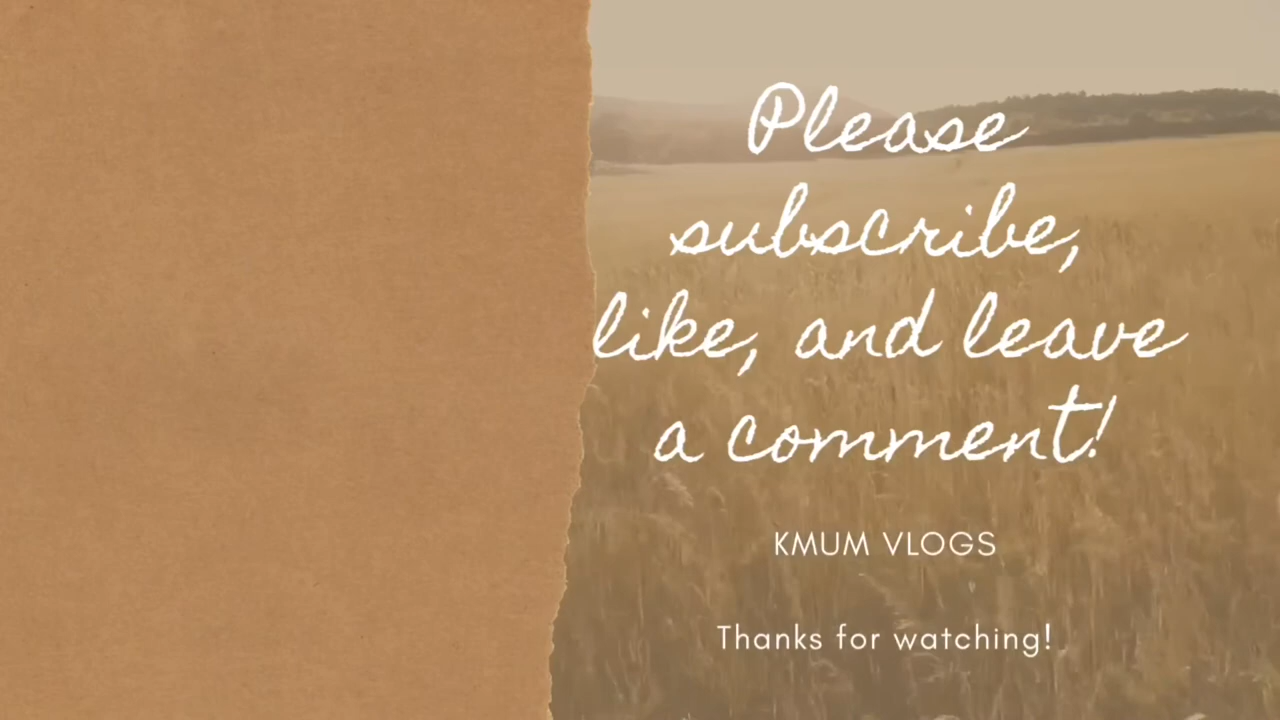 Please
subscribe,
like, and leave
a comment!
KMUM VLOGS
Thanks for watching!